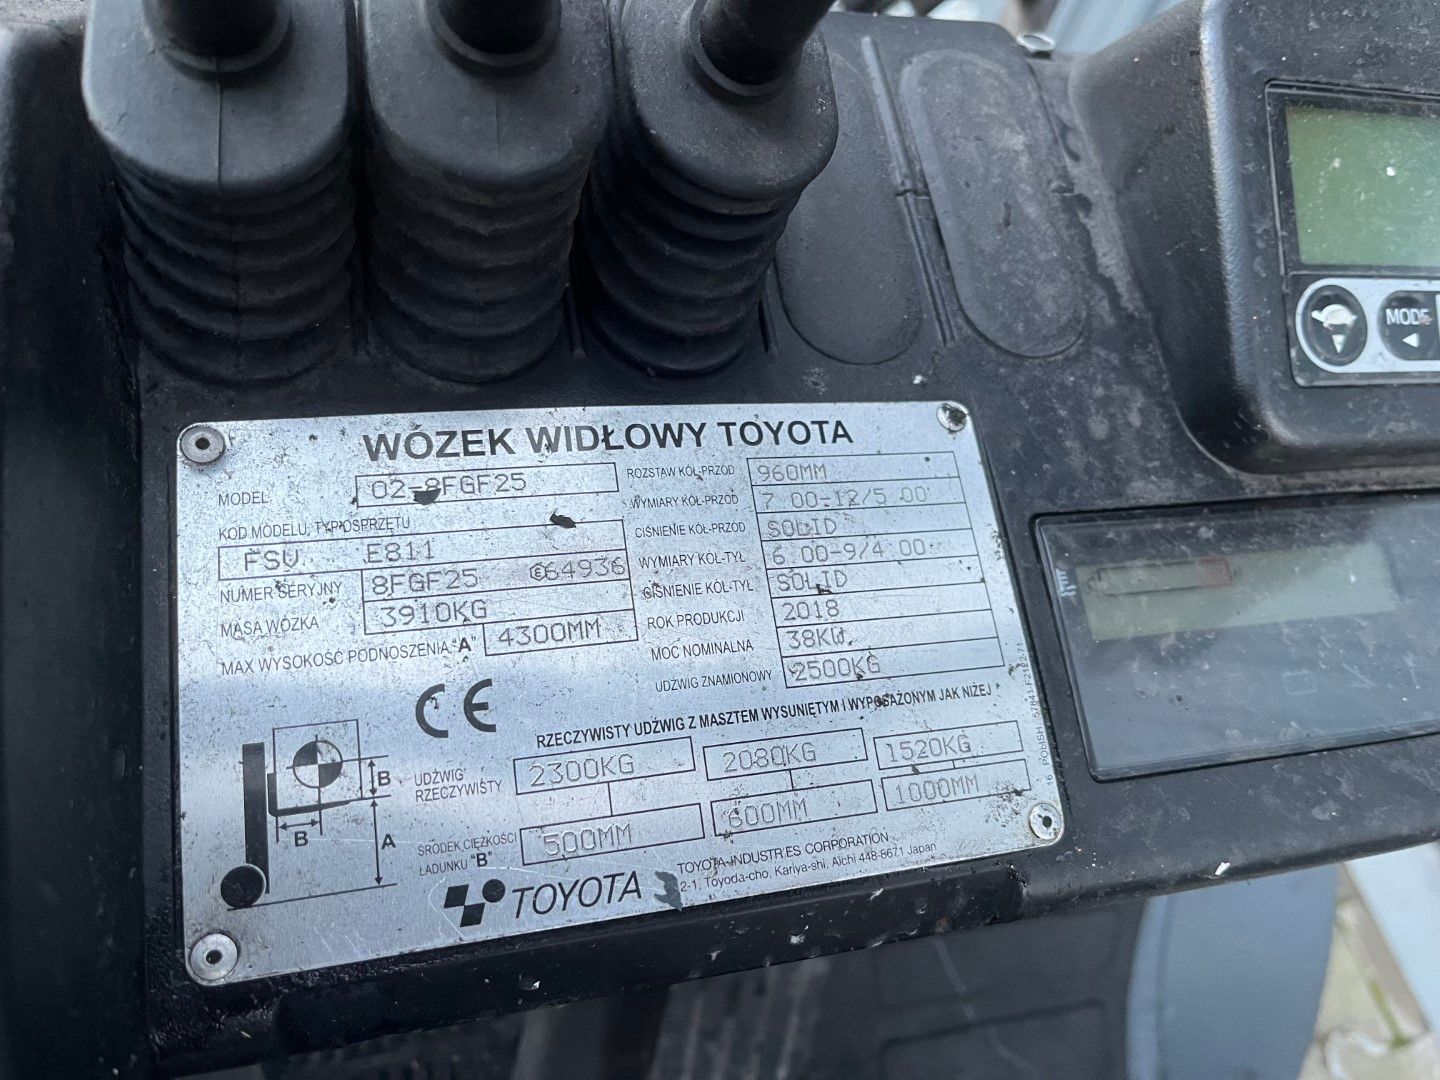 WÓZEK WIDŁOWY TOYOTA
MODEL 02-8FGF25
KOD MODELU, TYP OSPRZĘTU
FSV E811
NUMER SERYJNY 8FGF25 64936
MASA WÓZKA 3910KG
MAX WYSOKOŚĆ PODNOSZENIA "A" 4300MM
ROZSTAW KÓŁ-PRZÓD 960MM
WYMIARY KÓŁ-PRZÓD 7.00-12/5.00
CIŚNIENIE KÓŁ-PRZÓD SOLID
WYMIARY KÓŁ-TYŁ 6.00-9/4.00
CIŚNIENIE KÓŁ-TYŁ SOLID
ROK PRODUKCJI 2018
MOC NOMINALNA 38KW
UDŹWIG ZNAMIONOWY 2500KG
CE
RZECZYWISTY UDŹWIG Z MASZTEM WYSUNIĘTYM I WYPOSAŻONYM JAK NIŻEJ
UDŹWIG RZECZYWISTY 2300KG 2080KG 1520KG
ŚRODEK CIĘŻKOŚCI ŁADUNKU "B" 500MM 600MM 1000MM
B
B
A
TOYOTA
TOYOTA INDUSTRIES CORPORATION
2-1, Toyoda-cho, Kariya-shi, Aichi 448-8671 Japan
POLISH
MODE